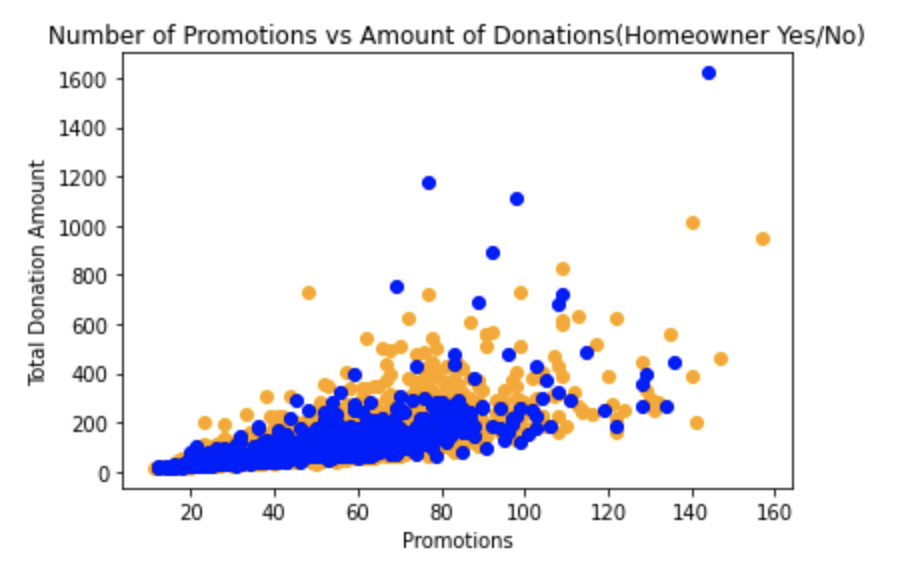 Number of Promotions vs Amount of Donations(Homeowner Yes/No)
1600
1400
1200
1000
800
600
400
200
0
Total Donation Amount
20 40 60 80 100 120 140 160
Promotions